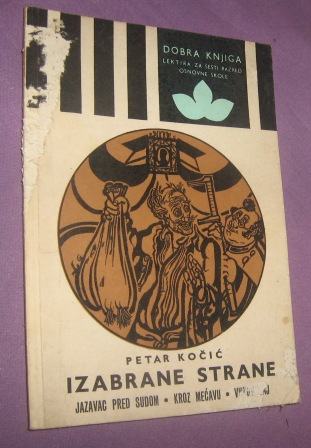 DOBRA KNJIGA
LEKTIRA ZA ŠESTI RAZRED
OSNOVNE ŠKOLE
PETAR KOČIĆ
IZABRANE STRANE
JAZAVAC PRED SUDOM • KROZ MEĆAVU •